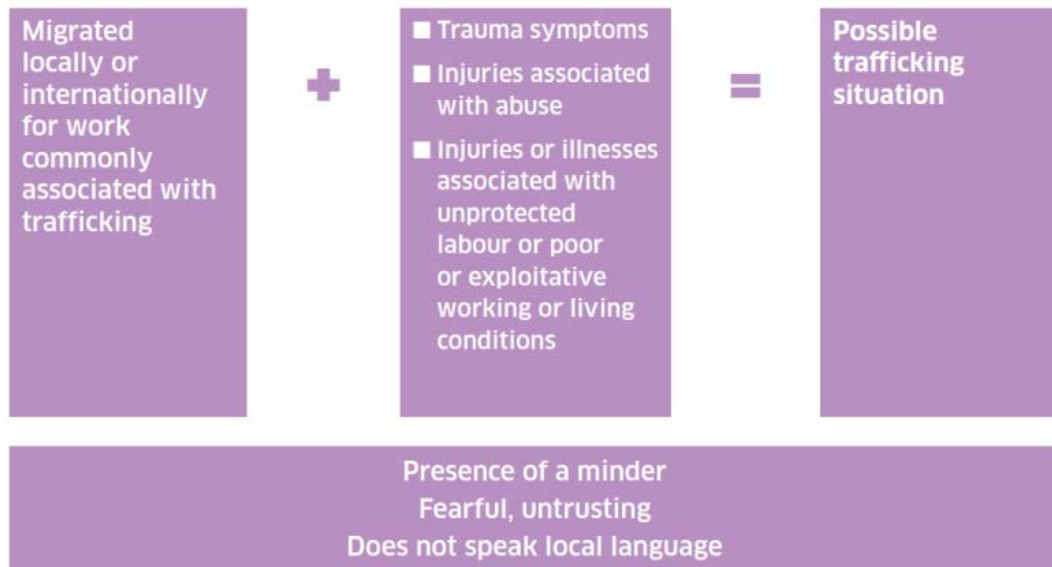 Migrated
locally or
internationally
for work
commonly
associated with
trafficking
Trauma symptoms
Injuries associated
with abuse
Injuries or illnesses
associated with
unprotected
labour or poor
or exploitative
working or living
conditions
Possible
trafficking
situation
Presence of a minder
Fearful, untrusting
Does not speak local language